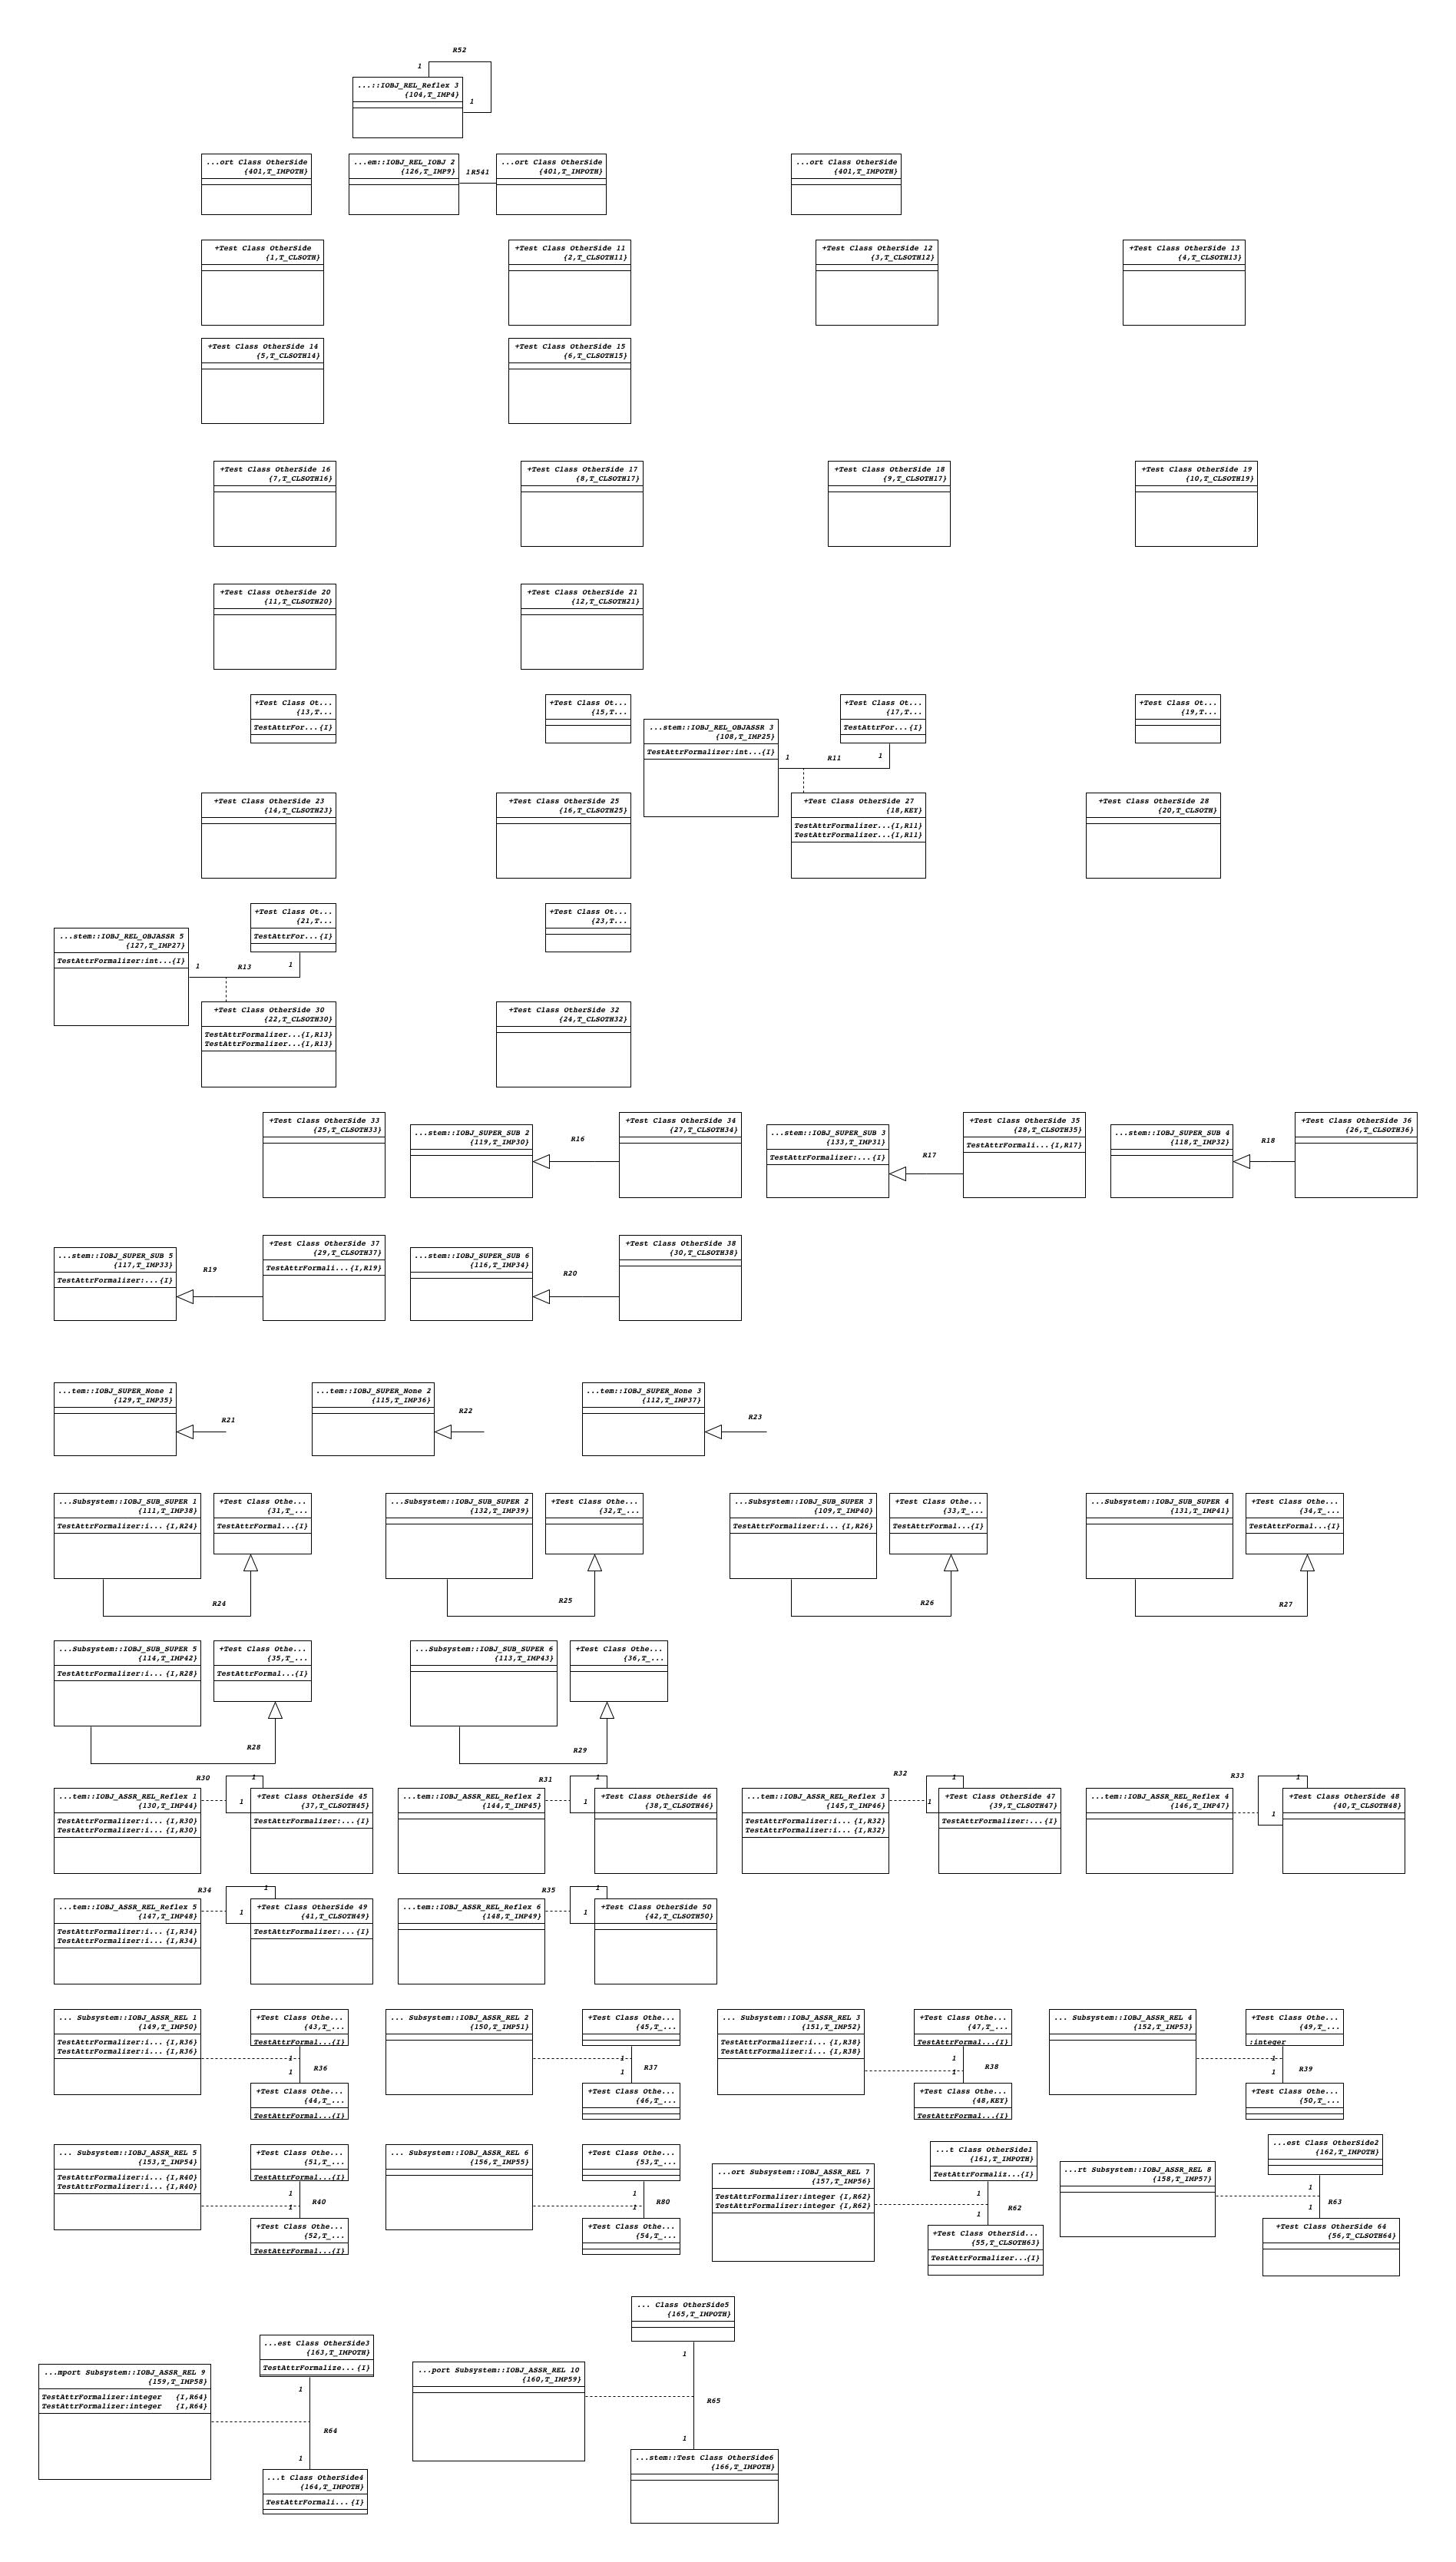 R52
1
...::IOBJ_REL_Reflex 3
{104,T_IMP4}
1
...ort Class OtherSide
{401,T_IMPOTH}
...em::IOBJ_REL_IOBJ 2
{126,T_IMP9}
1R541
...ort Class OtherSide
{401,T_IMPOTH}
...ort Class OtherSide
{401,T_IMPOTH}
+Test Class OtherSide
{1,T_CLSOTH}
+Test Class OtherSide 11
{2,T_CLSOTH11}
+Test Class OtherSide 12
{3,T_CLSOTH12}
+Test Class OtherSide 13
{4,T_CLSOTH13}
+Test Class OtherSide 14
{5,T_CLSOTH14}
+Test Class OtherSide 15
{6,T_CLSOTH15}
+Test Class OtherSide 16
{7,T_CLSOTH16}
+Test Class OtherSide 17
{8,T_CLSOTH17}
+Test Class OtherSide 18
{9,T_CLSOTH17}
+Test Class OtherSide 19
{10,T_CLSOTH19}
+Test Class OtherSide 20
{11,T_CLSOTH20}
+Test Class OtherSide 21
{12,T_CLSOTH21}
+Test Class Ot...
{13,T...
TestAttrFor...{I}
+Test Class Ot...
{15,T...
...stem::IOBJ_REL_OBJASSR 3
{108,T_IMP25}
TestAttrFormalizer:int...{I}
+Test Class Ot...
{17,T...
TestAttrFor...{I}
1
R11
1
+Test Class Ot...
{19,T...
+Test Class OtherSide 23
{14,T_CLSOTH23}
+Test Class OtherSide 25
{16,T_CLSOTH25}
+Test Class OtherSide 27
{18,KEY}
TestAttrFormalizer...{I,R11}
TestAttrFormalizer...{I,R11}
+Test Class OtherSide 28
{20,T_CLSOTH}
...stem::IOBJ_REL_OBJASSR 5
{127,T_IMP27}
TestAttrFormalizer:int...{I}
+Test Class Ot...
{21,T...
TestAttrFor...{I}
1
R13
1
+Test Class Ot...
{23,T...
+Test Class OtherSide 30
{22,T_CLSOTH30}
TestAttrFormalizer...{I,R13}
TestAttrFormalizer...{I,R13}
+Test Class OtherSide 32
{24,T_CLSOTH32}
+Test Class OtherSide 33
{25,T_CLSOTH33}
...stem::IOBJ_SUPER_SUB 2
{119,T_IMP30}
R16
+Test Class OtherSide 34
{27,T_CLSOTH34}
...stem::IOBJ_SUPER_SUB 3
{133,T_IMP31}
TestAttrFormalizer:...{I}
R17
+Test Class OtherSide 35
{28,T_CLSOTH35}
TestAttrFormali...{I,R17}
...stem::IOBJ_SUPER_SUB 4
{118,T_IMP32}
R18
+Test Class OtherSide 36
{26,T_CLSOTH36}
...stem::IOBJ_SUPER_SUB 5
{117,T_IMP33}
TestAttrFormalizer:...{I}
R19
+Test Class OtherSide 37
{29,T_CLSOTH37}
TestAttrFormali...{I,R19}
...stem::IOBJ_SUPER_SUB 6
{116,T_IMP34}
R20
+Test Class OtherSide 38
{30,T_CLSOTH38}
...tem::IOBJ_SUPER_None 1
{129,T_IMP35}
R21
...tem::IOBJ_SUPER_None 2
{115,T_IMP36}
R22
...tem::IOBJ_SUPER_None 3
{112,T_IMP37}
R23
...Subsystem::IOBJ_SUB_SUPER 1
{111,T_IMP38}
TestAttrFormalizer:i... {I,R24}
+Test Class Othe...
{31,T_...
TestAttrFormal...{I}
R24
...Subsystem::IOBJ_SUB_SUPER 2
{132,T_IMP39}
+Test Class Othe...
{32,T_...
R25
...Subsystem::IOBJ_SUB_SUPER 3
{109,T_IMP40}
TestAttrFormalizer:i... {I,R26}
+Test Class Othe...
{33,T_...
TestAttrFormal...{I}
R26
...Subsystem::IOBJ_SUB_SUPER 4
{131,T_IMP41}
+Test Class Othe...
{34,T_...
TestAttrFormal...{I}
R27
...Subsystem::IOBJ_SUB_SUPER 5
{114,T_IMP42}
TestAttrFormalizer:i... {I,R28}
+Test Class Othe...
{35,T_...
TestAttrFormal...{I}
R28
...Subsystem::IOBJ_SUB_SUPER 6
{113,T_IMP43}
+Test Class Othe...
{36,T_...
R29
R30
1
1
...tem::IOBJ_ASSR_REL_Reflex 1
{130,T_IMP44}
TestAttrFormalizer:i... {I,R30}
TestAttrFormalizer:i... {I,R30}
+Test Class OtherSide 45
{37,T_CLSOTH45}
TestAttrFormalizer:...{I}
R31
1
1
...tem::IOBJ_ASSR_REL_Reflex 2
{144,T_IMP45}
+Test Class OtherSide 46
{38,T_CLSOTH46}
R32
1
1
...tem::IOBJ_ASSR_REL_Reflex 3
{145,T_IMP46}
TestAttrFormalizer:i... {I,R32}
TestAttrFormalizer:i... {I,R32}
+Test Class OtherSide 47
{39,T_CLSOTH47}
TestAttrFormalizer:...{I}
R33
1
1
...tem::IOBJ_ASSR_REL_Reflex 4
{146,T_IMP47}
+Test Class OtherSide 48
{40,T_CLSOTH48}
R34
1
1
...tem::IOBJ_ASSR_REL_Reflex 5
{147,T_IMP48}
TestAttrFormalizer:i... {I,R34}
TestAttrFormalizer:i... {I,R34}
+Test Class OtherSide 49
{41,T_CLSOTH49}
TestAttrFormalizer:...{I}
R35
1
1
...tem::IOBJ_ASSR_REL_Reflex 6
{148,T_IMP49}
+Test Class OtherSide 50
{42,T_CLSOTH50}
... Subsystem::IOBJ_ASSR_REL 1
{149,T_IMP50}
TestAttrFormalizer:i... {I,R36}
TestAttrFormalizer:i... {I,R36}
+Test Class Othe...
{43,T_...
TestAttrFormal...{I}
1
1
R36
+Test Class Othe...
{44,T_...
TestAttrFormal...{I}
... Subsystem::IOBJ_ASSR_REL 2
{150,T_IMP51}
+Test Class Othe...
{45,T_...
1
1
R37
+Test Class Othe...
{46,T_...
... Subsystem::IOBJ_ASSR_REL 3
{151,T_IMP52}
TestAttrFormalizer:i... {I,R38}
TestAttrFormalizer:i... {I,R38}
+Test Class Othe...
{47,T_...
TestAttrFormal...{I}
1
1
R38
+Test Class Othe...
{48,KEY}
TestAttrFormal...{I}
... Subsystem::IOBJ_ASSR_REL 4
{152,T_IMP53}
+Test Class Othe...
{49,T_...
:integer
1
1
R39
+Test Class Othe...
{50,T_...
... Subsystem::IOBJ_ASSR_REL 5
{153,T_IMP54}
TestAttrFormalizer:i... {I,R40}
TestAttrFormalizer:i... {I,R40}
+Test Class Othe...
{51,T_...
TestAttrFormal...{I}
1
1
R40
+Test Class Othe...
{52,T_...
TestAttrFormal...{I}
... Subsystem::IOBJ_ASSR_REL 6
{156,T_IMP55}
+Test Class Othe...
{53,T_...
1
1
R80
+Test Class Othe...
{54,T_...
...ort Subsystem::IOBJ_ASSR_REL 7
{157,T_IMP56}
TestAttrFormalizer:integer {I,R62}
TestAttrFormalizer:integer {I,R62}
...t Class OtherSide1
{161,T_IMPOTH}
TestAttrFormaliz...{I}
1
1
R62
+Test Class OtherSid...
{55,T_CLSOTH63}
TestAttrFormalizer...{I}
...rt Subsystem::IOBJ_ASSR_REL 8
{158,T_IMP57}
...est Class OtherSide2
{162,T_IMPOTH}
1
1
R63
+Test Class OtherSide 64
{56,T_CLSOTH64}
...mport Subsystem::IOBJ_ASSR_REL 9
{159,T_IMP58}
TestAttrFormalizer:integer {I,R64}
TestAttrFormalizer:integer {I,R64}
...est Class OtherSide3
{163,T_IMPOTH}
TestAttrFormalize...{I}
1
R64
1
...t Class OtherSide4
{164,T_IMPOTH}
TestAttrFormali...{I}
...port Subsystem::IOBJ_ASSR_REL 10
{160,T_IMP59}
... Class OtherSide5
{165,T_IMPOTH}
1
R65
1
...stem::Test Class OtherSide6
{166,T_IMPOTH}